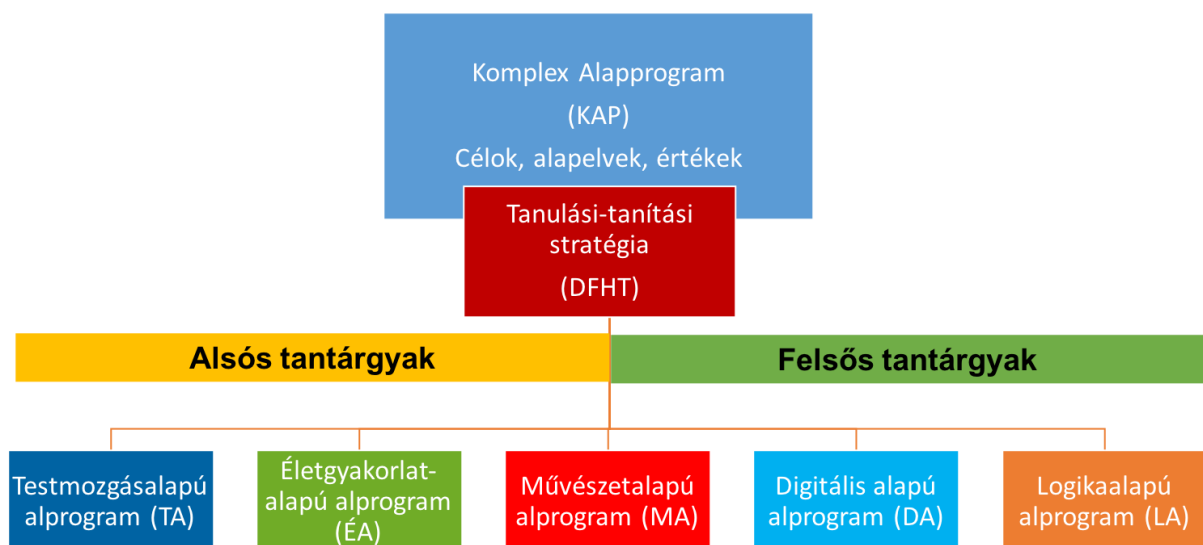 Komplex Alapprogram
(KAP)
Célok, alapelvek, értékek
Tanulási-tanítási
stratégia
(DFHT)
Alsós tantárgyak
Felsős tantárgyak
Testmozgásalapú
alprogram (TA)
Életgyakorlat-
alapú alprogram
(ÉA)
Művészetalapú
alprogram (MA)
Digitális alapú
alprogram (DA)
Logikaalapú
alprogram (LA)